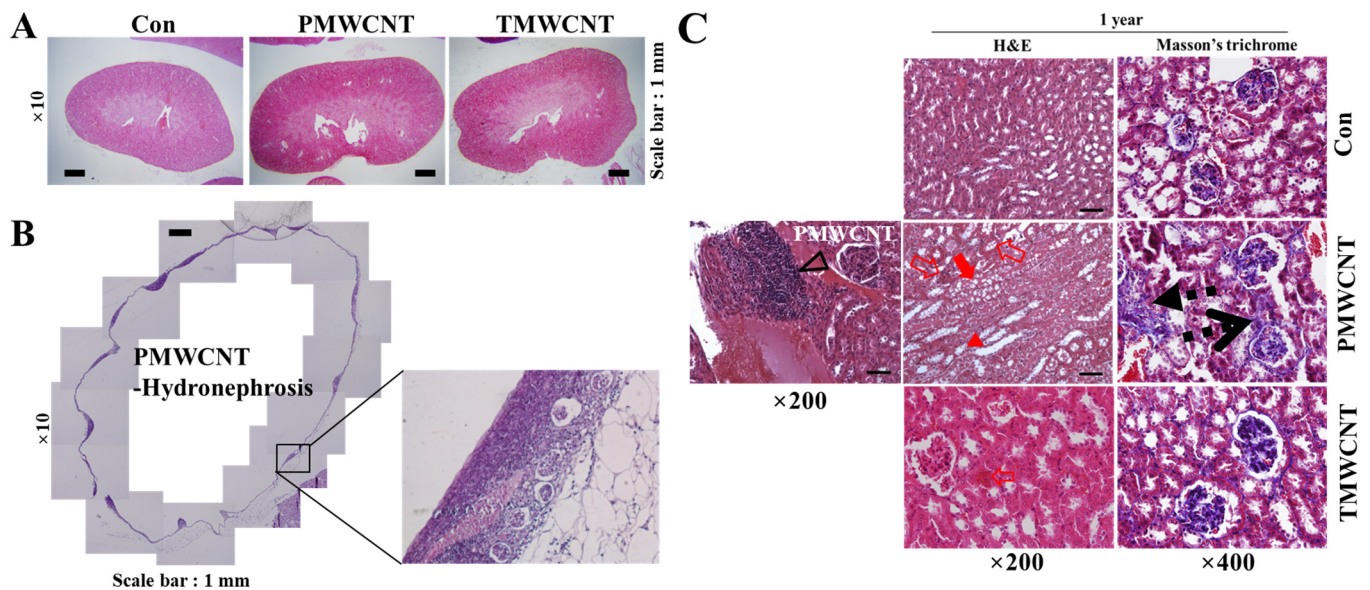 A
Con
PMWCNT
TMWCNT
×10
Scale bar : 1 mm
B
PMWCNT
-Hydronephrosis
×10
Scale bar : 1 mm
C
1 year
H&E
Masson's trichrome
Con
PMWCNT
PMWCNT
×200
TMWCNT
×200
×400